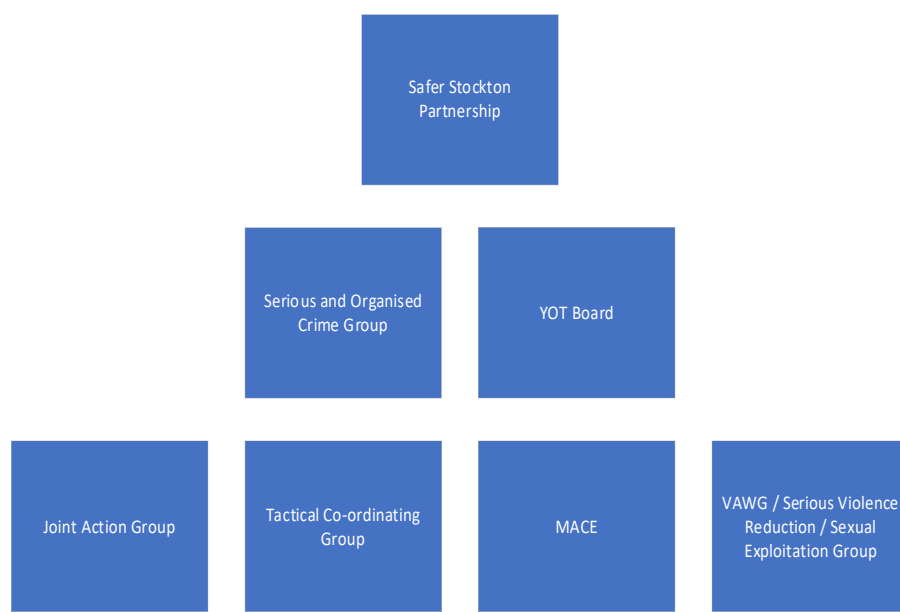 Safer Stockton
Partnership
Serious and Organised
Crime Group
YOT Board
Joint Action Group
Tactical Co-ordinating
Group
MACE
VAWG / Serious Violence
Reduction / Sexual
Exploitation Group